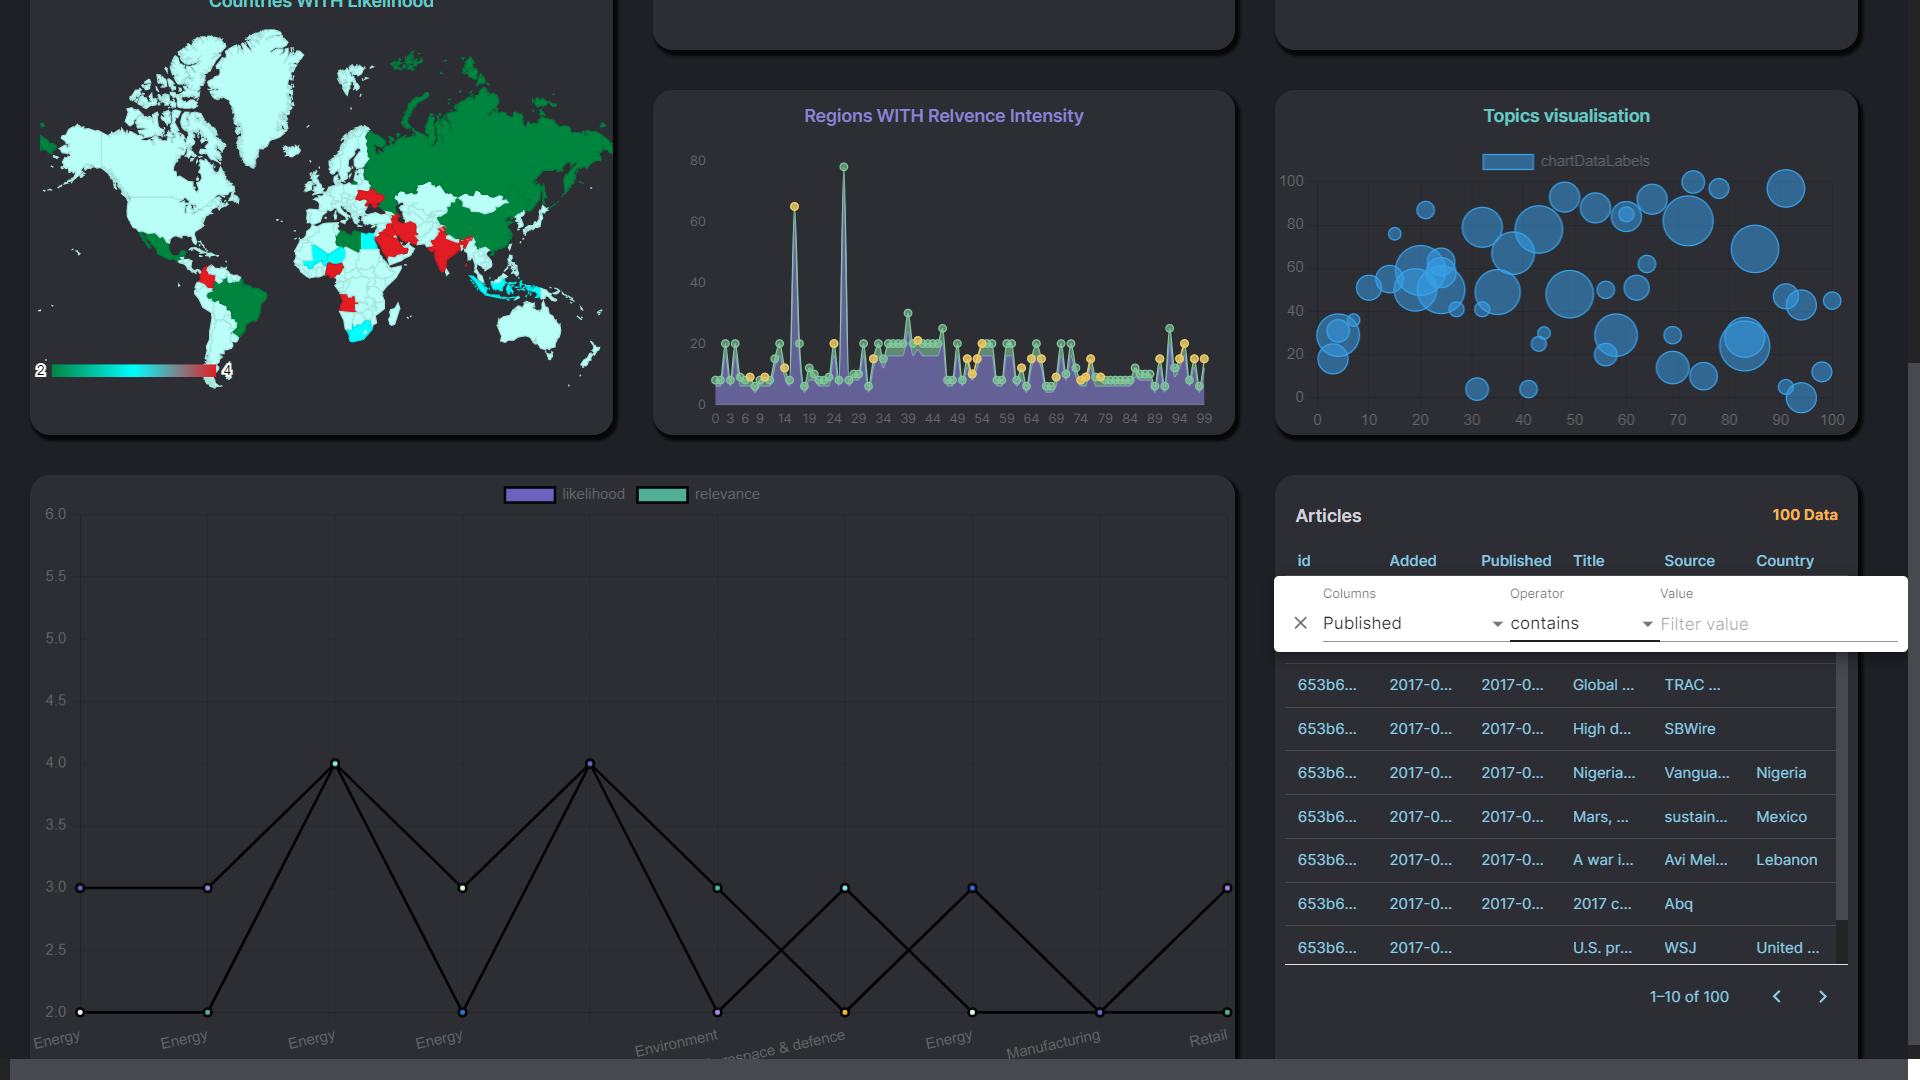 Countries WITH Likelihood
2
4
Regions WITH Relvence Intensity
80
60
40
20
0
0 3 6 9 14 19 24 29 34 39 44 49 54 59 64 69 74 79 84 89 94 99
Topics visualisation
chartDataLabels
100
80
60
40
20
0
0 10 20 30 40 50 60 70 80 90 100
likelihood relevance
6.0
5.5
5.0
4.5
4.0
3.5
3.0
2.5
2.0
Energy Energy Energy Energy Environment & defence Energy Manufacturing Retail
Articles 100 Data
id Added Published Title Source Country
Columns Operator Value
Published contains Filter value
653b6... 2017-0... 2017-0... Global ... TRAC ...
653b6... 2017-0... 2017-0... High d... SBWire
653b6... 2017-0... 2017-0... Nigeria... Vangua... Nigeria
653b6... 2017-0... 2017-0... Mars, ... sustain... Mexico
653b6... 2017-0... 2017-0... A war i... Avi Mel... Lebanon
653b6... 2017-0... 2017-0... 2017 c... Abq
653b6... 2017-0... U.S. pr... WSJ United ...
1–10 of 100